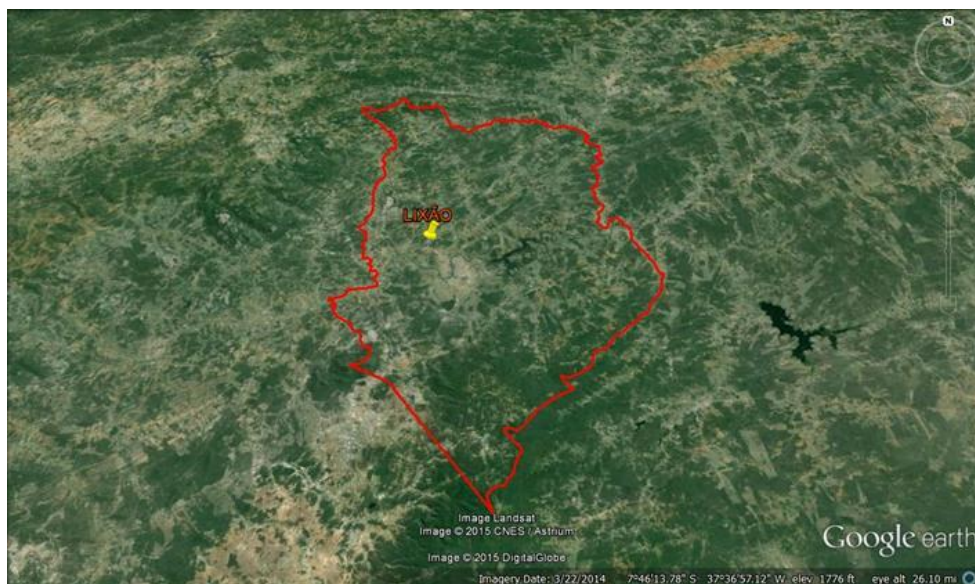 N
LIXÃO
Image Landsat
Image © 2015 CNES / Astrium
Image © 2015 DigitalGlobe
Google earth
Imagery Date: 3/22/2014 7°46'13.78" S 37°36'57.12" W elev 1776 ft eye alt 26.10 mi